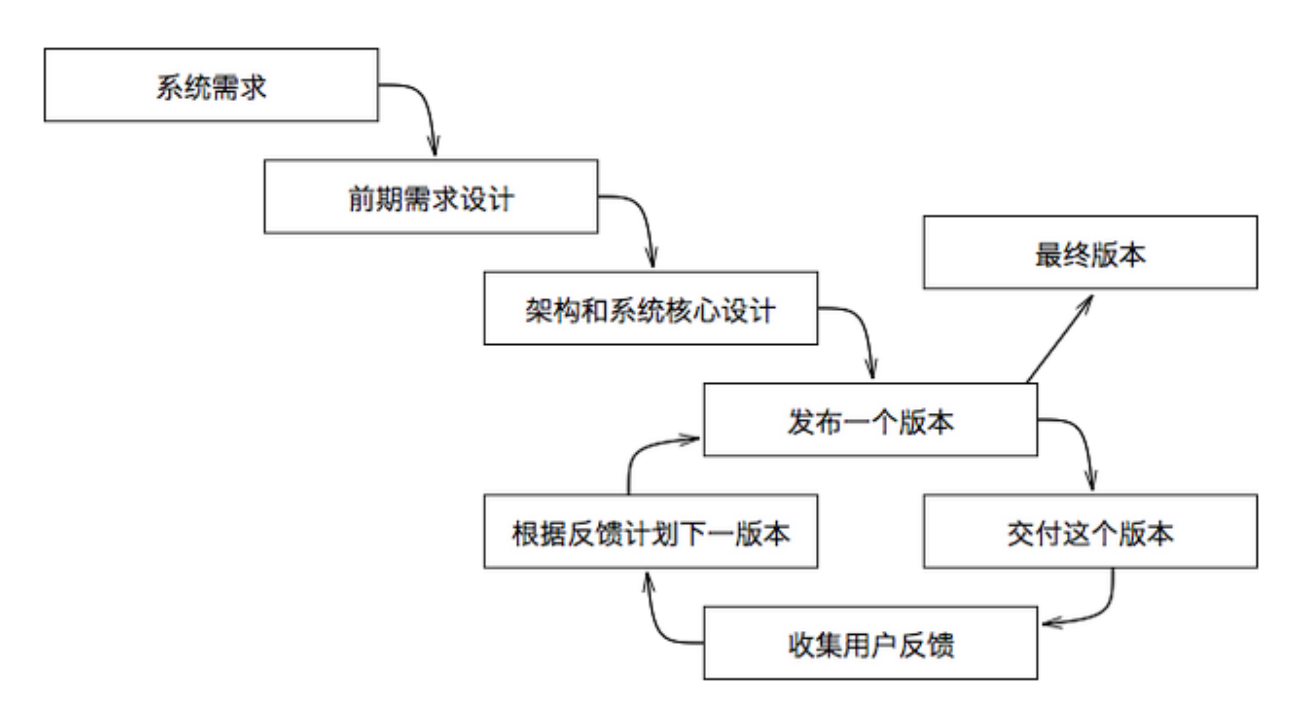 系统需求
前期需求设计
最终版本
架构和系统核心设计
发布一个版本
根据反馈计划下一版本
交付这个版本
收集用户反馈